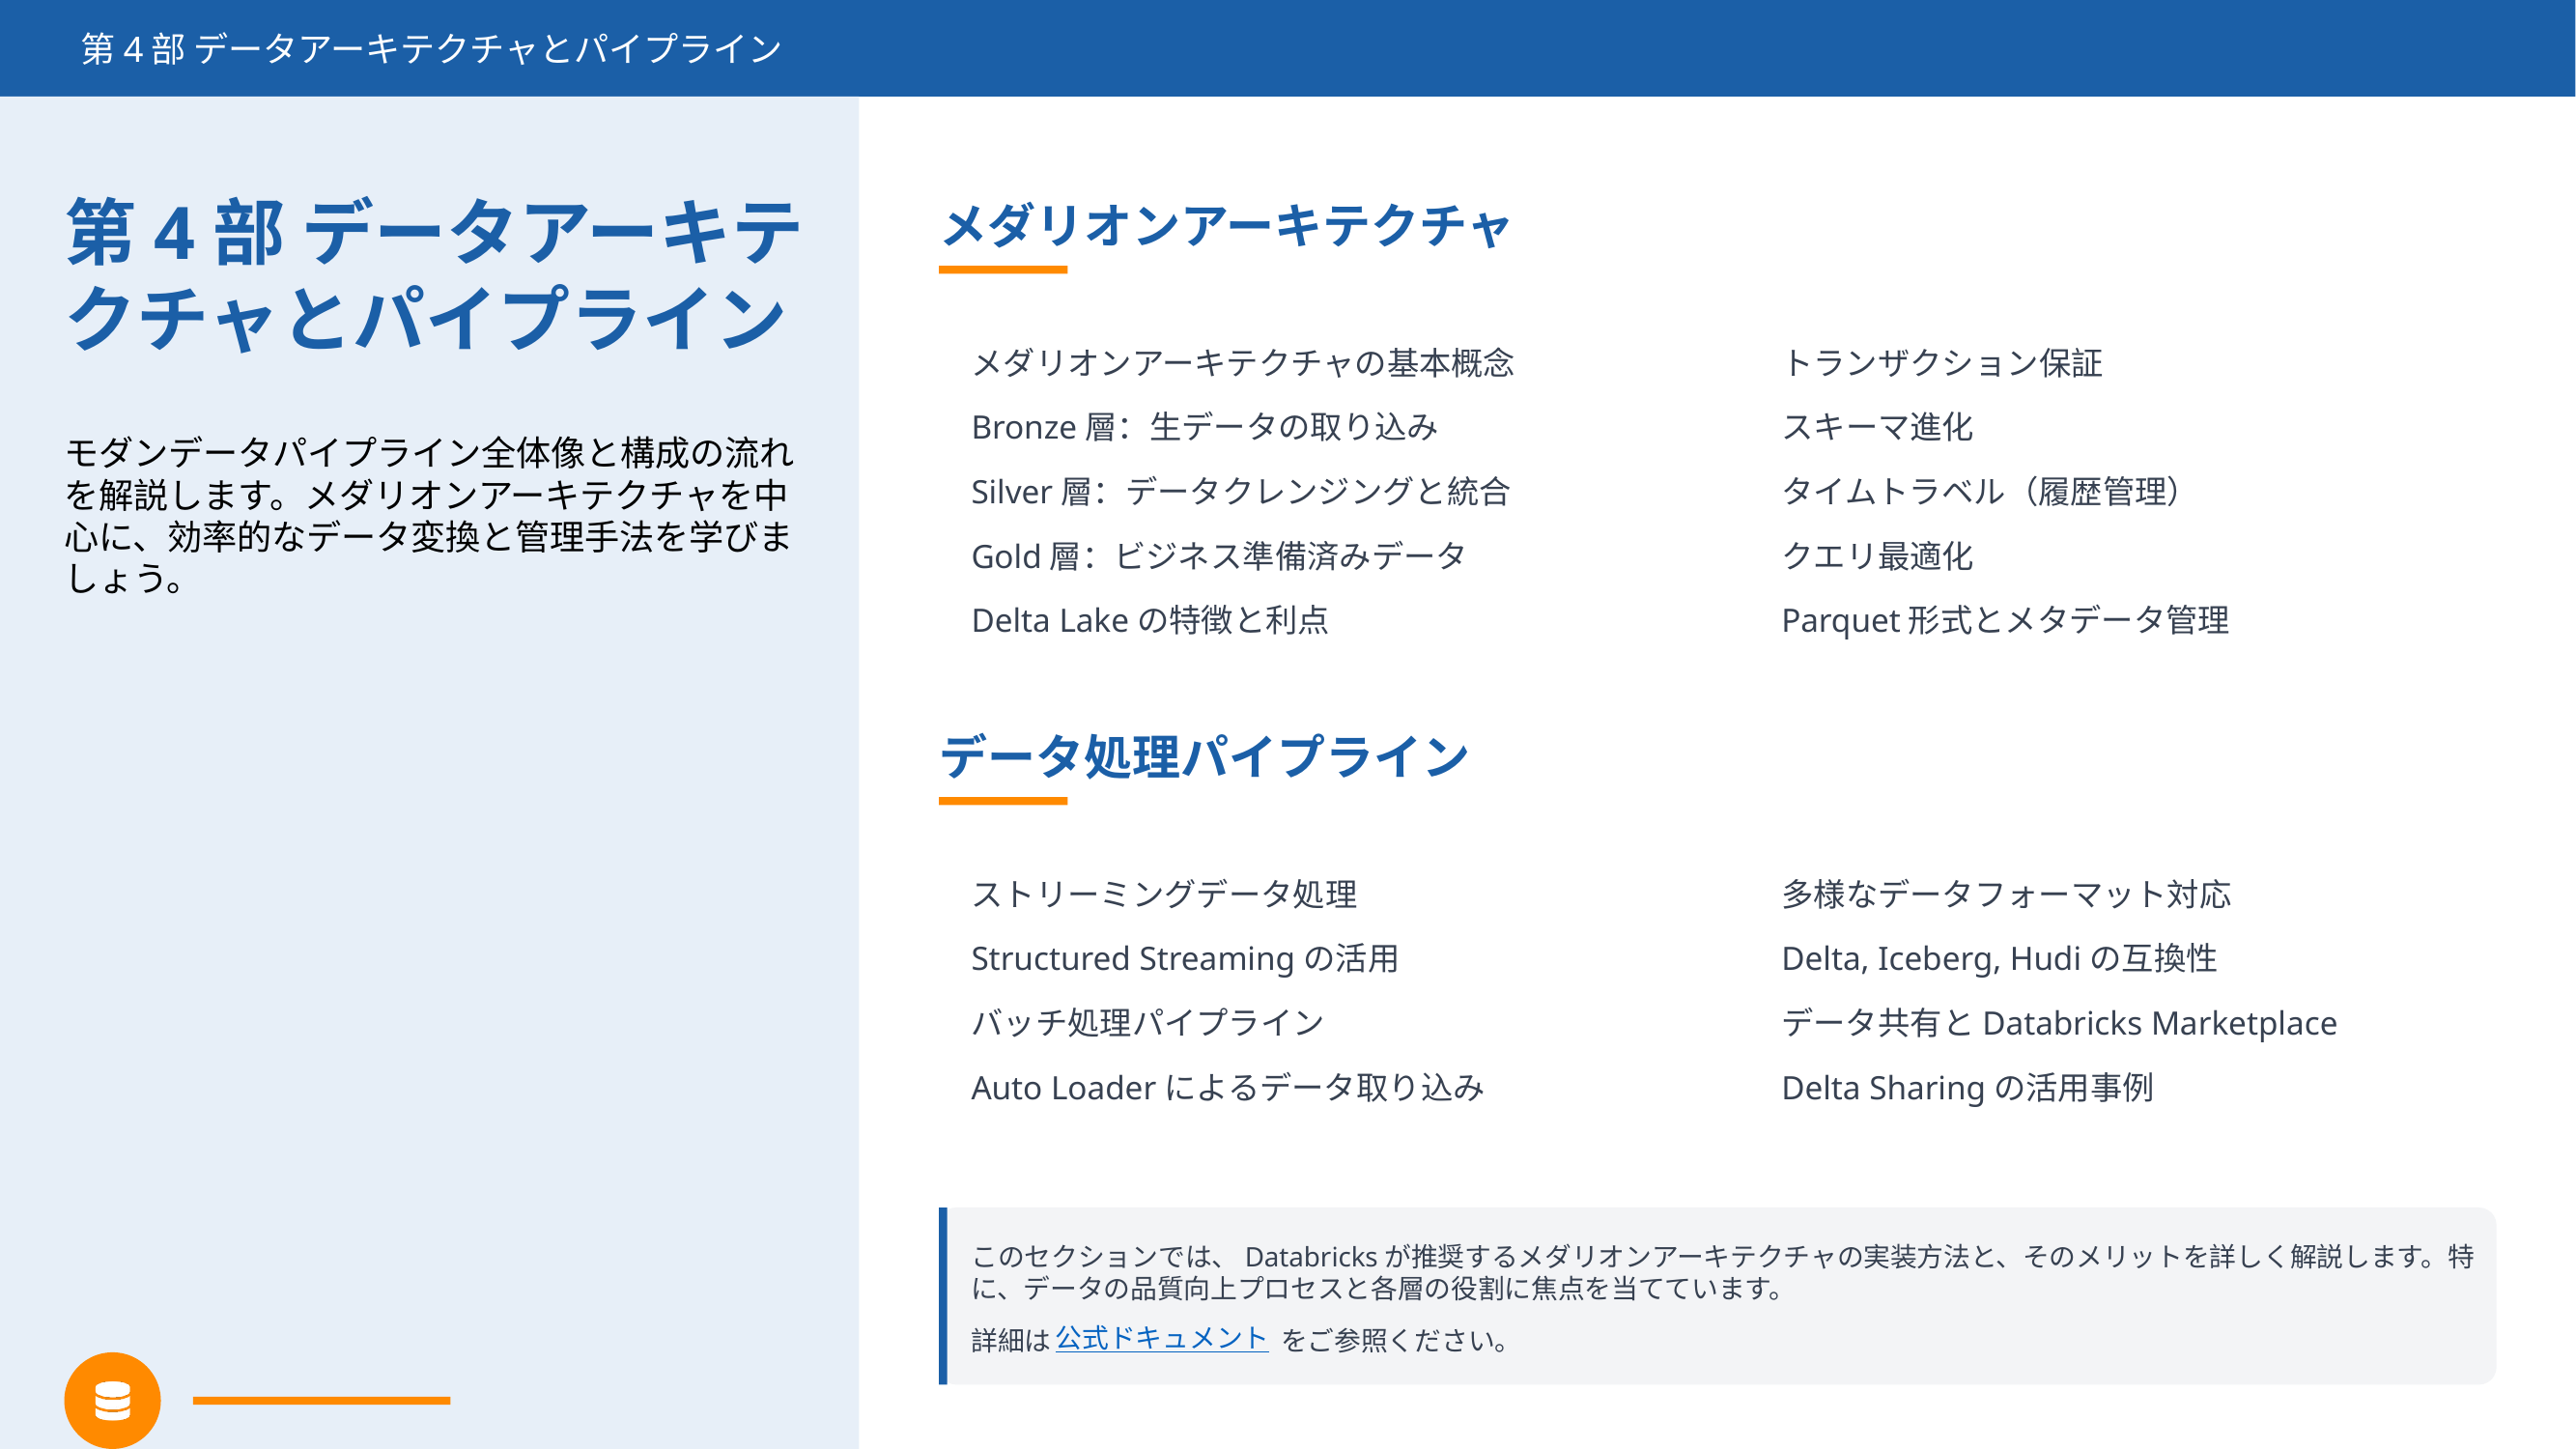 第 4 部 データアーキテクチャとパイプライン
第 4 部 データアーキテ
クチャとパイプライン
モダンデータパイプライン全体像と構成の流れ
を解説します。メダリオンアーキテクチャを中
心に、効率的なデータ変換と管理手法を学びま
しょう。
メダリオンアーキテクチャ
メダリオンアーキテクチャの基本概念
Bronze 層：生データの取り込み
Silver 層：データクレンジングと統合
Gold 層：ビジネス準備済みデータ
Delta Lake の特徴と利点
トランザクション保証
スキーマ進化
タイムトラベル（履歴管理）
クエリ最適化
Parquet 形式とメタデータ管理
データ処理パイプライン
ストリーミングデータ処理
Structured Streaming の活用
バッチ処理パイプライン
Auto Loader によるデータ取り込み
多様なデータフォーマット対応
Delta, Iceberg, Hudi の互換性
データ共有と Databricks Marketplace
Delta Sharing の活用事例
このセクションでは、 Databricks が推奨するメダリオンアーキテクチャの実装方法と、そのメリットを詳しく解説します。特
に、データの品質向上プロセスと各層の役割に焦点を当てています。
詳細は 公式ドキュメント をご参照ください。